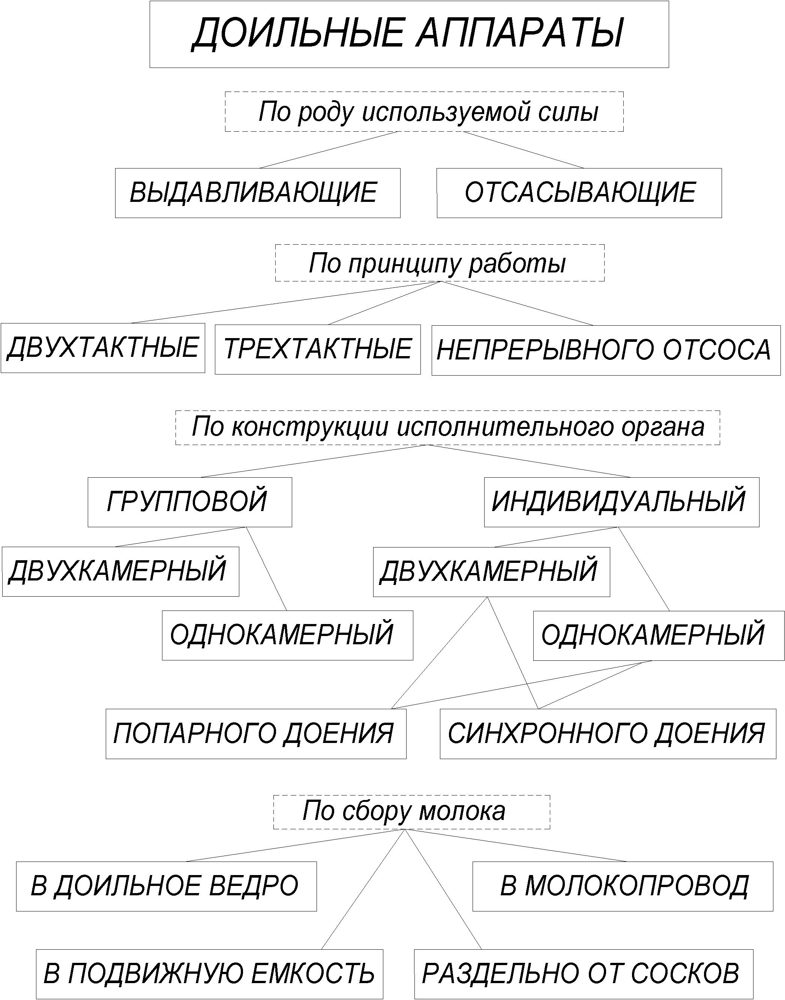 ДОИЛЬНЫЕ АППАРАТЫ
По роду используемой силы
ВЫДАВЛИВАЮЩИЕ
ОТСАСЫВАЮЩИЕ
По принципу работы
ДВУХТАКТНЫЕ
ТРЕХТАКТНЫЕ
НЕПРЕРЫВНОГО ОТСОСА
По конструкции исполнительного органа
ГРУППОВОЙ
ИНДИВИДУАЛЬНЫЙ
ДВУХКАМЕРНЫЙ
ДВУХКАМЕРНЫЙ
ОДНОКАМЕРНЫЙ
ОДНОКАМЕРНЫЙ
ПОПАРНОГО ДОЕНИЯ
СИНХРОННОГО ДОЕНИЯ
По сбору молока
В ДОИЛЬНОЕ ВЕДРО
В МОЛОКОПРОВОД
В ПОДВИЖНУЮ ЕМКОСТЬ
РАЗДЕЛЬНО ОТ СОСКОВ